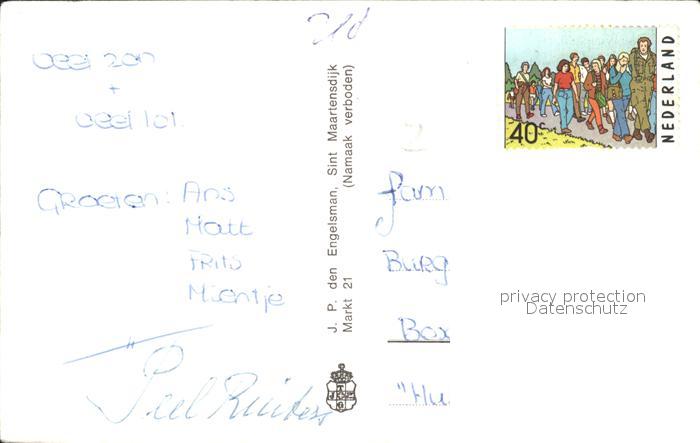 veel zon
+
veel lol.
Groeten: Ans
Matt
Frits
Mientje
J. P. den Engelsman, Sint Maartensdijk
Markt 21 (Namaak verboden)
40c
NEDERLAND
fam
Burg
Box
"Hu
privacy protection
Datenschutz